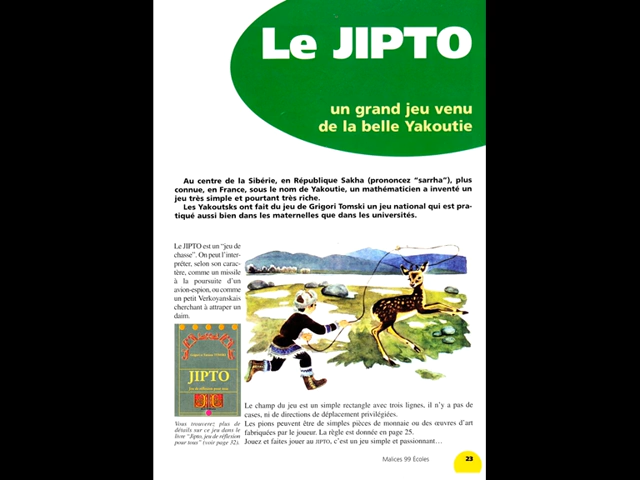 Le JIPTO
un grand jeu venu
de la belle Yakoutie
Au centre de la Sibérie, en République Sakha (prononcez "sarrha"), plus
connue, en France, sous le nom de Yakoutie, un mathématicien a inventé un
jeu très simple et pourtant très riche.
Les Yakoutsks ont fait du jeu de Grigori Tomski un jeu national qui est pra-
tiqué aussi bien dans les maternelles que dans les universités.
Le JIPTO est un "jeu de
chasse". On peut l'inter-
préter, selon son carac-
tère, comme un missile
à la poursuite d'un
avion-espion, ou comme
un petit Verkoyanskais
cherchant à attraper un
daim.
JIPTO
Jeu de réflexion pour tous
Vous trouverez plus de
détails sur ce jeu dans le
livre "Jipto, jeu de réflexion
pour tous" (voir page 32).
Le champ du jeu est un simple rectangle avec trois lignes, il n'y a pas de
cases, ni de directions de déplacement privilégiées.
Les pions peuvent être de simples pièces de monnaie ou des œuvres d'art
fabriquées par le joueur. La règle est donnée en page 25.
Jouez et faites jouer au JIPTO, c'est un jeu simple et passionnant…
Malices 99 Écoles
23